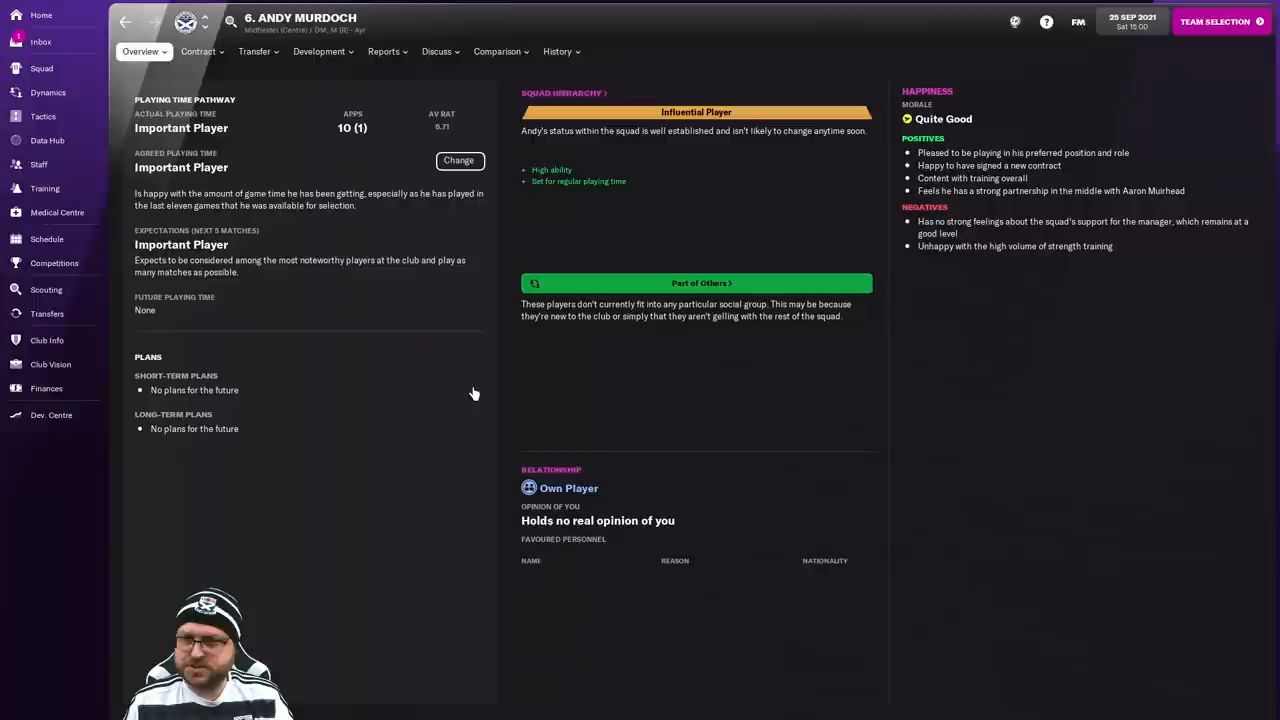 6. ANDY MURDOCH
Midfielder (Centre) / DM, M (R) - Ayr
FM
25 SEP 2021
Sat 15:00
TEAM SELECTION
Overview
Contract
Transfer
Development
Reports
Discuss
Comparison
History
1
Home
Inbox
Squad
Dynamics
Tactics
Data Hub
Staff
Training
Medical Centre
Schedule
Competitions
Scouting
Transfers
Club Info
Club Vision
Finances
Dev. Centre
PLAYING TIME PATHWAY
ACTUAL PLAYING TIME
APPS
AV RAT
Important Player
10 (1)
6.71
AGREED PLAYING TIME
Important Player
Change
Is happy with the amount of game time he has been getting, especially as he has played in
the last eleven games that he was available for selection.
EXPECTATIONS (NEXT 5 MATCHES)
Important Player
Expects to be considered among the most noteworthy players at the club and play as
many matches as possible.
FUTURE PLAYING TIME
None
PLANS
SHORT-TERM PLANS
No plans for the future
LONG-TERM PLANS
No plans for the future
SQUAD HIERARCHY >
Influential Player
Andy's status within the squad is well established and isn't likely to change anytime soon.
+ High ability
+ Set for regular playing time
Part of Others >
These players don't currently fit into any particular social group. This may be because
they're new to the club or simply that they aren't gelling with the rest of the squad.
RELATIONSHIP
Own Player
OPINION OF YOU
Holds no real opinion of you
FAVOURED PERSONNEL
NAME
REASON
NATIONALITY
HAPPINESS
MORALE
Quite Good
POSITIVES
Pleased to be playing in his preferred position and role
Happy to have signed a new contract
Content with training overall
Feels he has a strong partnership in the middle with Aaron Muirhead
NEGATIVES
Has no strong feelings about the squad's support for the manager, which remains at a
good level
Unhappy with the high volume of strength training